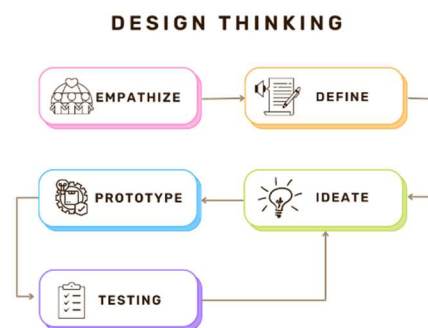 DESIGN THINKING
EMPATHIZE
DEFINE
PROTOTYPE
IDEATE
TESTING